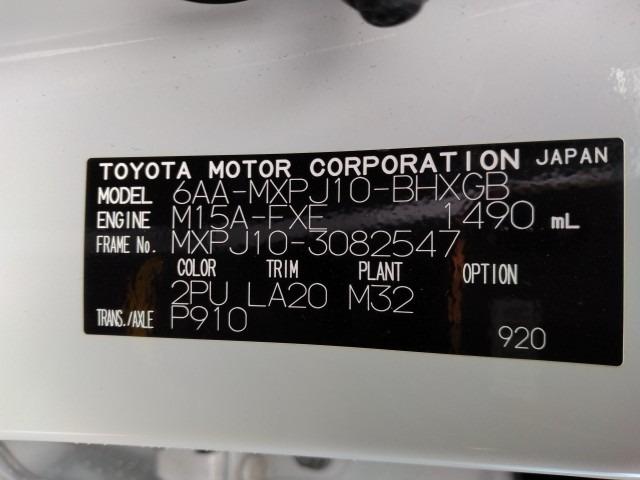 TOYOTA MOTOR CORPORATION JAPAN
MODEL 6AA-MXPJ10-BHXGB
ENGINE M15A-FXE 1490 mL
FRAME No. MXPJ10-3082547
COLOR TRIM PLANT OPTION
2PU LA20 M32
TRANS./AXLE P910
920